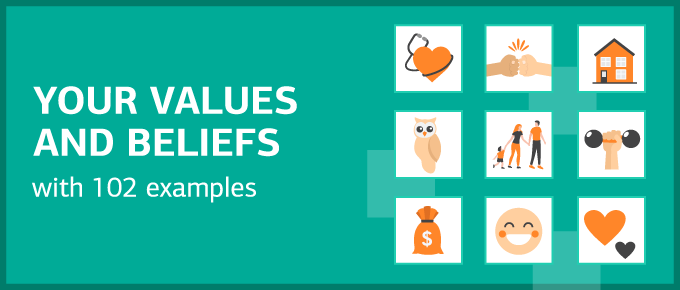 YOUR VALUES
AND BELIEFS
with 102 examples
$